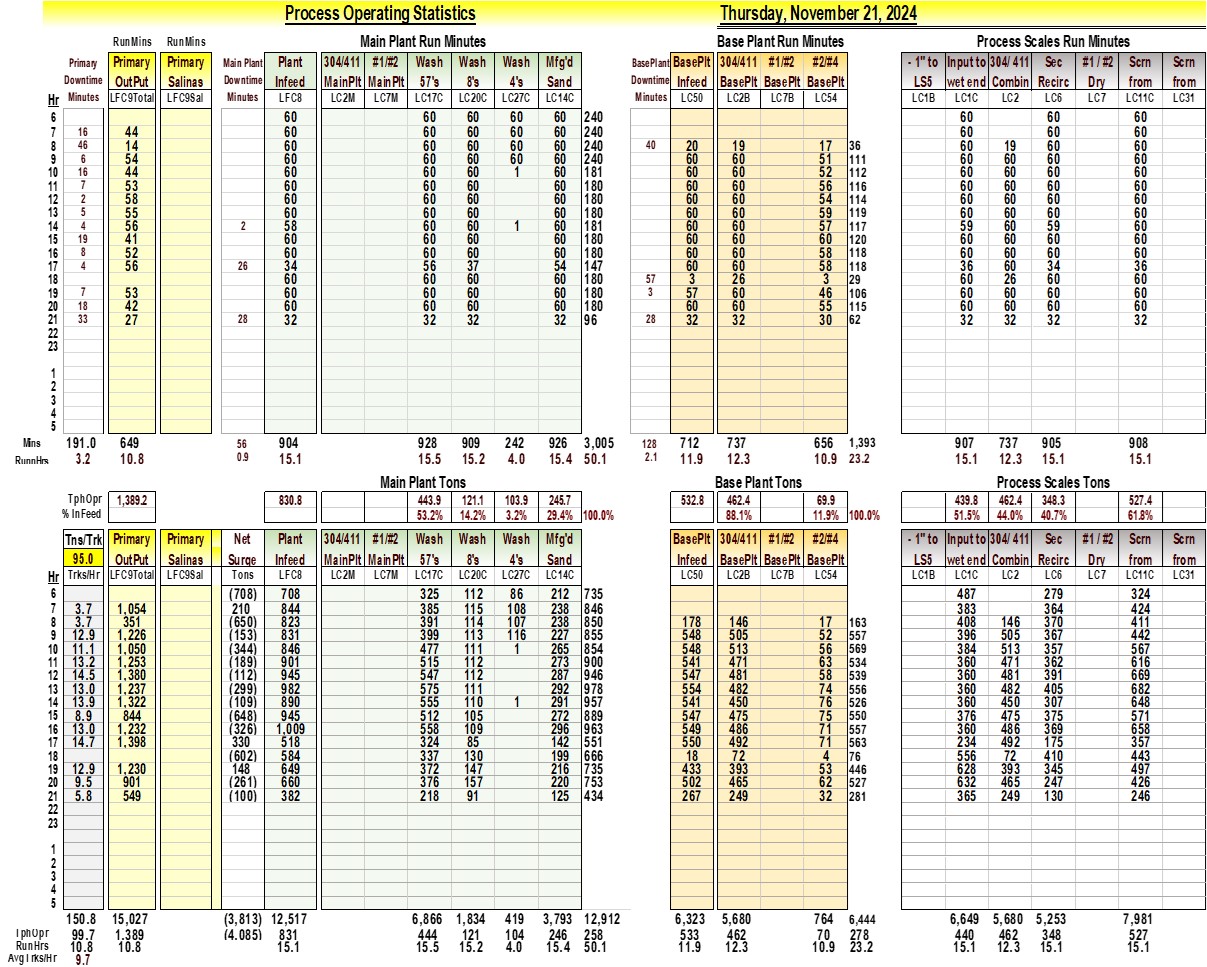 Process Operating Statistics Thursday, November 21, 2024
RunMins RunMins Main Plant Run Minutes Base Plant Run Minutes Process Scales Run Minutes
Primary Primary Primary Main Plant Plant 304/411 #1/#2 Wash Wash Wash Mfg'd BasePlant BasePlt 304/411 #1/#2 #2/#4 - 1" to Input to 304/ 411 Sec #1 / #2 Scrn Scrn
Downtime OutPut Salinas Downtime Infeed MainPlt MainPlt 57's 8's 4's Sand Downtime Infeed BasePlt BasePlt BasePlt LS5 wet end Combin Recirc Dry from from
Hr Minutes LFC9Total LFC9Sal Minutes LFC8 LC2M LC7M LC17C LC20C LC27C LC14C Minutes LC50 LC2B LC7B LC54 LC1B LC1C LC2 LC6 LC7 LC11C LC31
6 60 60 60 60 60 240 60 60 60
7 16 44 60 60 60 60 60 240 60 60 60
8 46 14 60 60 60 60 60 240 40 20 19 17 36 60 19 60 60
9 6 54 60 60 60 60 60 240 60 60 51 111 60 60 60 60
10 16 44 60 60 60 1 60 181 60 60 52 112 60 60 60 60
11 7 53 60 60 60 60 180 60 60 56 116 60 60 60 60
12 2 58 60 60 60 60 180 60 60 54 114 60 60 60 60
13 5 55 60 60 60 60 180 60 60 59 119 60 60 60 60
14 4 56 2 58 60 60 1 60 181 60 60 57 117 59 60 59 60
15 19 41 60 60 60 60 180 60 60 60 120 60 60 60 60
16 8 52 60 60 60 60 180 60 60 58 118 60 60 60 60
17 4 56 26 34 56 37 54 147 60 60 58 118 36 60 34 36
18 60 60 60 60 180 57 3 26 3 29 60 26 60 60
19 7 53 60 60 60 60 180 3 57 60 46 106 60 60 60 60
20 18 42 60 60 60 60 180 60 60 55 115 60 60 60 60
21 33 27 28 32 32 32 32 96 28 32 32 30 62 32 32 32 32
22
23
1
2
3
4
5
Mins 191.0 649 56 904 928 909 242 926 3,005 128 712 737 656 1,393 907 737 905 908
RunnHrs 3.2 10.8 0.9 15.1 15.5 15.2 4.0 15.4 50.1 2.1 11.9 12.3 10.9 23.2 15.1 12.3 15.1 15.1
Main Plant Tons Base Plant Tons Process Scales Tons
TphOpr 1,389.2 830.8 443.9 121.1 103.9 245.7 532.8 462.4 69.9 439.8 462.4 348.3 527.4
% InFeed 53.2% 14.2% 3.2% 29.4% 100.0% 88.1% 11.9% 100.0% 51.5% 44.0% 40.7% 61.8%
Tns/Trk Primary Primary Net Plant 304/411 #1/#2 Wash Wash Wash Mfg'd BasePlt 304/411 #1/#2 #2/#4 - 1" to Input to 304/ 411 Sec #1 / #2 Scrn Scrn
95.0 OutPut Salinas Surge Infeed MainPlt MainPlt 57's 8's 4's Sand Infeed BasePlt BasePlt BasePlt LS5 wet end Combin Recirc Dry from from
Hr Trks/Hr LFC9Total LFC9Sal Tons LFC8 LC2M LC7M LC17C LC20C LC27C LC14C LC50 LC2B LC7B LC54 LC1B LC1C LC2 LC6 LC7 LC11C LC31
6 (708) 708 325 112 86 212 735 487 279 324
7 3.7 1,054 210 844 385 115 108 238 846 383 364 424
8 3.7 351 (650) 823 391 114 107 238 850 178 146 17 163 408 146 370 411
9 12.9 1,226 (153) 831 399 113 116 227 855 548 505 52 557 396 505 367 442
10 11.1 1,050 (344) 846 477 111 1 265 854 548 513 56 569 384 513 357 567
11 13.2 1,253 (189) 901 515 112 273 900 541 471 63 534 360 471 362 616
12 14.5 1,380 (112) 945 547 112 287 946 547 481 58 539 360 481 391 669
13 13.0 1,237 (299) 982 575 111 292 978 554 482 74 556 360 482 405 682
14 13.9 1,322 (109) 890 555 110 1 291 957 541 450 76 526 360 450 307 648
15 8.9 844 (648) 945 512 105 272 889 547 475 75 550 376 475 375 571
16 13.0 1,232 (326) 1,009 558 109 296 963 549 486 71 557 360 486 369 658
17 14.7 1,398 330 518 324 85 142 551 550 492 71 563 234 492 175 357
18 (602) 584 337 130 199 666 18 72 4 76 556 72 410 443
19 12.9 1,230 148 649 372 147 216 735 433 393 53 446 628 393 345 497
20 9.5 901 (261) 660 376 157 220 753 502 465 62 527 632 465 247 426
21 5.8 549 (100) 382 218 91 125 434 267 249 32 281 365 249 130 246
22
23
1
2
3
4
5
150.8 15,027 (3,813) 12,517 6,866 1,834 419 3,793 12,912 6,323 5,680 764 6,444 6,649 5,680 5,253 7,981
TphOpr 99.7 1,389 (4,085) 831 444 121 104 246 258 533 462 70 278 440 462 348 527
RunHrs 10.8 10.8 15.1 15.5 15.2 4.0 15.4 50.1 11.9 12.3 10.9 23.2 15.1 12.3 15.1 15.1
AvgTrks/Hr 9.7